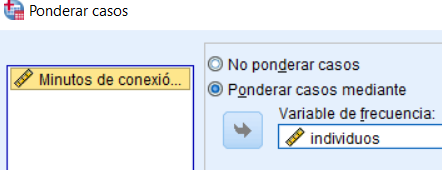 Ponderar casos
Minutos de conexió...
No ponderar casos
Ponderar casos mediante
Variable de frecuencia:
individuos